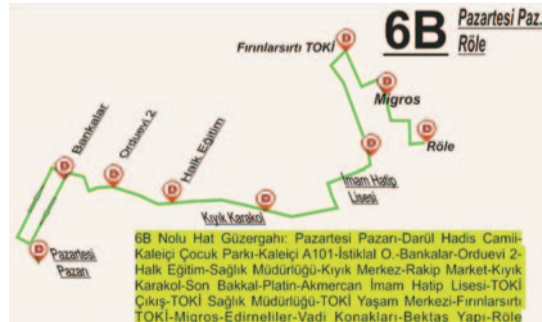 6B
Pazartesi Paz.
Röle
Fırınlarsırtı TOKİ
Migros
Röle
Bankalar
Orduevi 2
Halk Eğitim
İmam Hatip
Lisesi
Kıyık Karakol
Pazartesi
Pazarı
6B Nolu Hat Güzergahı: Pazartesi Pazarı-Darül Hadis Camii-
Kaleiçi Çocuk Parkı-Kaleiçi A101-İstiklal O.-Bankalar-Orduevi 2-
Halk Eğitim-Sağlık Müdürlüğü-Kıyık Merkez-Rakip Market-Kıyık
Karakol-Son Bakkal-Platin-Akmercan İmam Hatip Lisesi-TOKİ
Çıkış-TOKİ Sağlık Müdürlüğü-TOKİ Yaşam Merkezi-Fırınlarsırtı
TOKİ-Migros-Edirneliler-Vadi Konakları-Bektaş Yapı-Röle
D
D
D
D
D
D
D
D
D